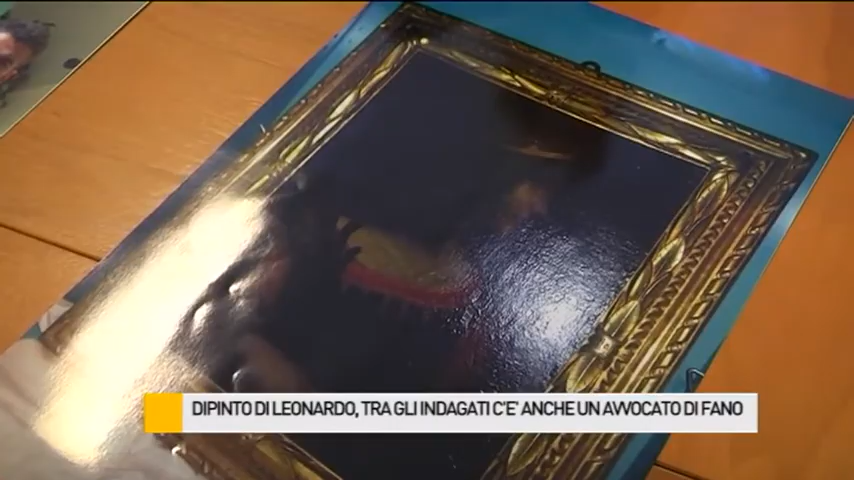 DIPINTO DI LEONARDO, TRA GLI INDAGATI C'E' ANCHE UN AVVOCATO DI FANO